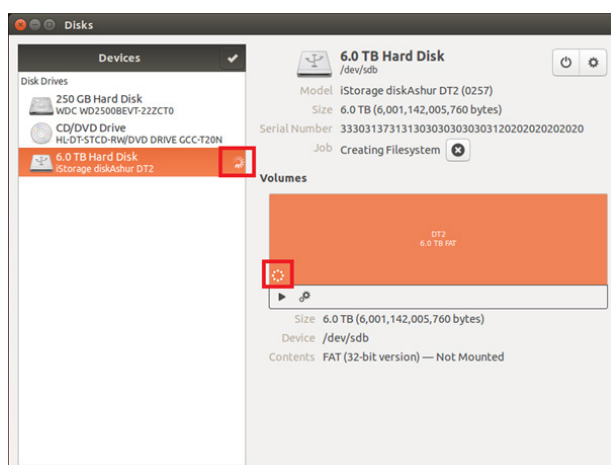 Disks
Devices
Disk Drives
250 GB Hard Disk
WDC WD2500BEVT-22ZCT0
CD/DVD Drive
HL-DT-STCD-RW/DVD DRIVE GCC-T20N
6.0 TB Hard Disk
iStorage diskAshur DT2
6.0 TB Hard Disk
/dev/sdb
Model iStorage diskAshur DT2 (0257)
Size 6.0 TB (6,001,142,005,760 bytes)
Serial Number
Job Creating Filesystem
Volumes
DT2
6.0 TB FAT
Size 6.0 TB (6,001,142,005,760 bytes)
Device /dev/sdb
Contents FAT (32-bit version) — Not Mounted